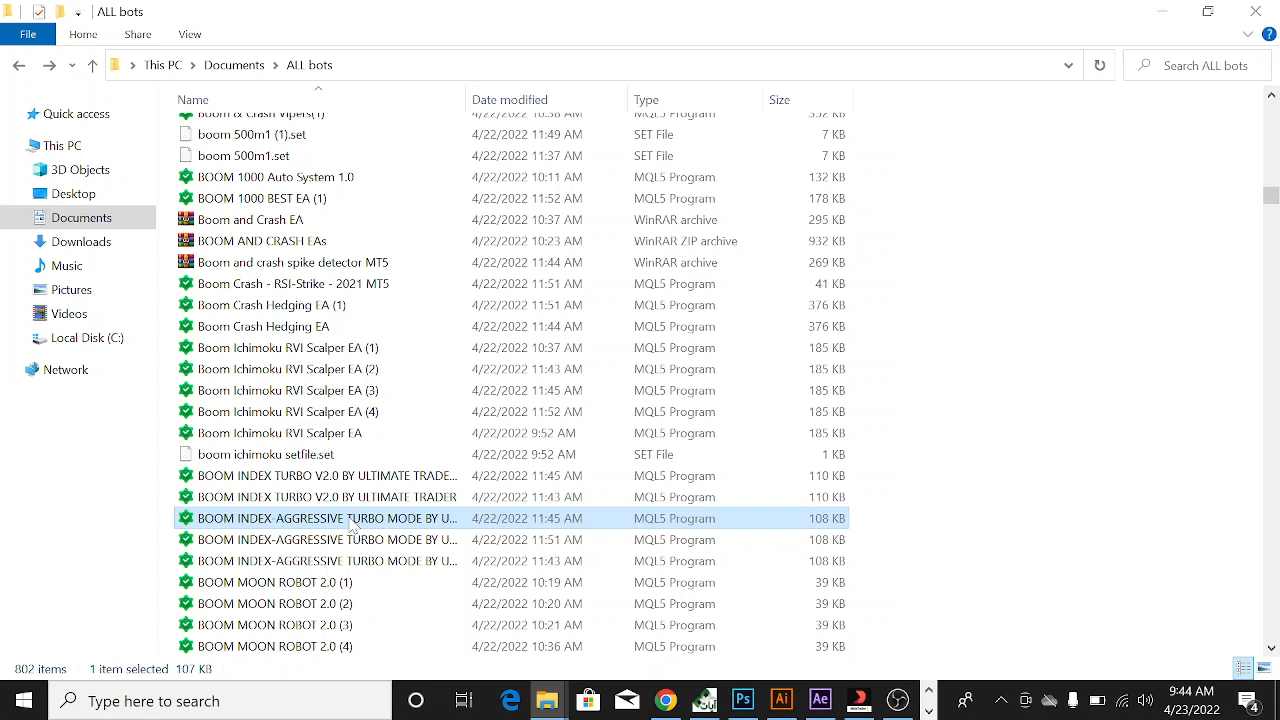 ALL bots
File Home Share View
This PC Documents ALL bots Search ALL bots
Name Date modified Type Size
Boom & Crash Vipers(1) 4/22/2022 10:38 AM MQL5 Program 352 KB
boom 500m1 (1).set 4/22/2022 11:49 AM SET File 7 KB
boom 500m1.set 4/22/2022 11:37 AM SET File 7 KB
BOOM 1000 Auto System 1.0 4/22/2022 10:11 AM MQL5 Program 132 KB
BOOM 1000 BEST EA (1) 4/22/2022 11:52 AM MQL5 Program 178 KB
Boom and Crash EA 4/22/2022 10:37 AM WinRAR archive 295 KB
BOOM AND CRASH EAs 4/22/2022 10:23 AM WinRAR ZIP archive 932 KB
Boom and crash spike detector MT5 4/22/2022 11:44 AM WinRAR archive 269 KB
Boom Crash - RSI-Strike - 2021 MT5 4/22/2022 11:51 AM MQL5 Program 41 KB
Boom Crash Hedging EA (1) 4/22/2022 11:51 AM MQL5 Program 376 KB
Boom Crash Hedging EA 4/22/2022 11:44 AM MQL5 Program 376 KB
Boom Ichimoku RVI Scalper EA (1) 4/22/2022 10:37 AM MQL5 Program 185 KB
Boom Ichimoku RVI Scalper EA (2) 4/22/2022 11:43 AM MQL5 Program 185 KB
Boom Ichimoku RVI Scalper EA (3) 4/22/2022 11:45 AM MQL5 Program 185 KB
Boom Ichimoku RVI Scalper EA (4) 4/22/2022 11:52 AM MQL5 Program 185 KB
Boom Ichimoku RVI Scalper EA 4/22/2022 9:52 AM MQL5 Program 185 KB
boom ichimoku setfile.set 4/22/2022 9:52 AM SET File 1 KB
BOOM INDEX TURBO V2.0 BY ULTIMATE TRADE... 4/22/2022 11:45 AM MQL5 Program 110 KB
BOOM INDEX TURBO V2.0 BY ULTIMATE TRADER 4/22/2022 11:43 AM MQL5 Program 110 KB
BOOM INDEX-AGGRESSIVE TURBO MODE BY U... 4/22/2022 11:45 AM MQL5 Program 108 KB
BOOM INDEX-AGGRESSIVE TURBO MODE BY U... 4/22/2022 11:51 AM MQL5 Program 108 KB
BOOM INDEX-AGGRESSIVE TURBO MODE BY U... 4/22/2022 11:43 AM MQL5 Program 108 KB
BOOM MOON ROBOT 2.0 (1) 4/22/2022 10:19 AM MQL5 Program 39 KB
BOOM MOON ROBOT 2.0 (2) 4/22/2022 10:20 AM MQL5 Program 39 KB
BOOM MOON ROBOT 2.0 (3) 4/22/2022 10:21 AM MQL5 Program 39 KB
BOOM MOON ROBOT 2.0 (4) 4/22/2022 10:36 AM MQL5 Program 39 KB
Quick access
This PC
3D Objects
Desktop
Documents
Downloads
Music
Pictures
Videos
Local Disk (C:)
Network
802 items 1 item selected 107 KB
Type here to search
Ps Ai Ae
9:44 AM
4/23/2022
4